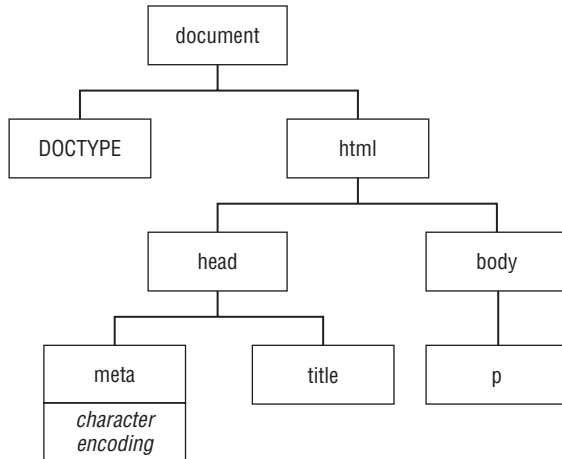 document
DOCTYPE
html
head
body
meta
title
p
character
encoding